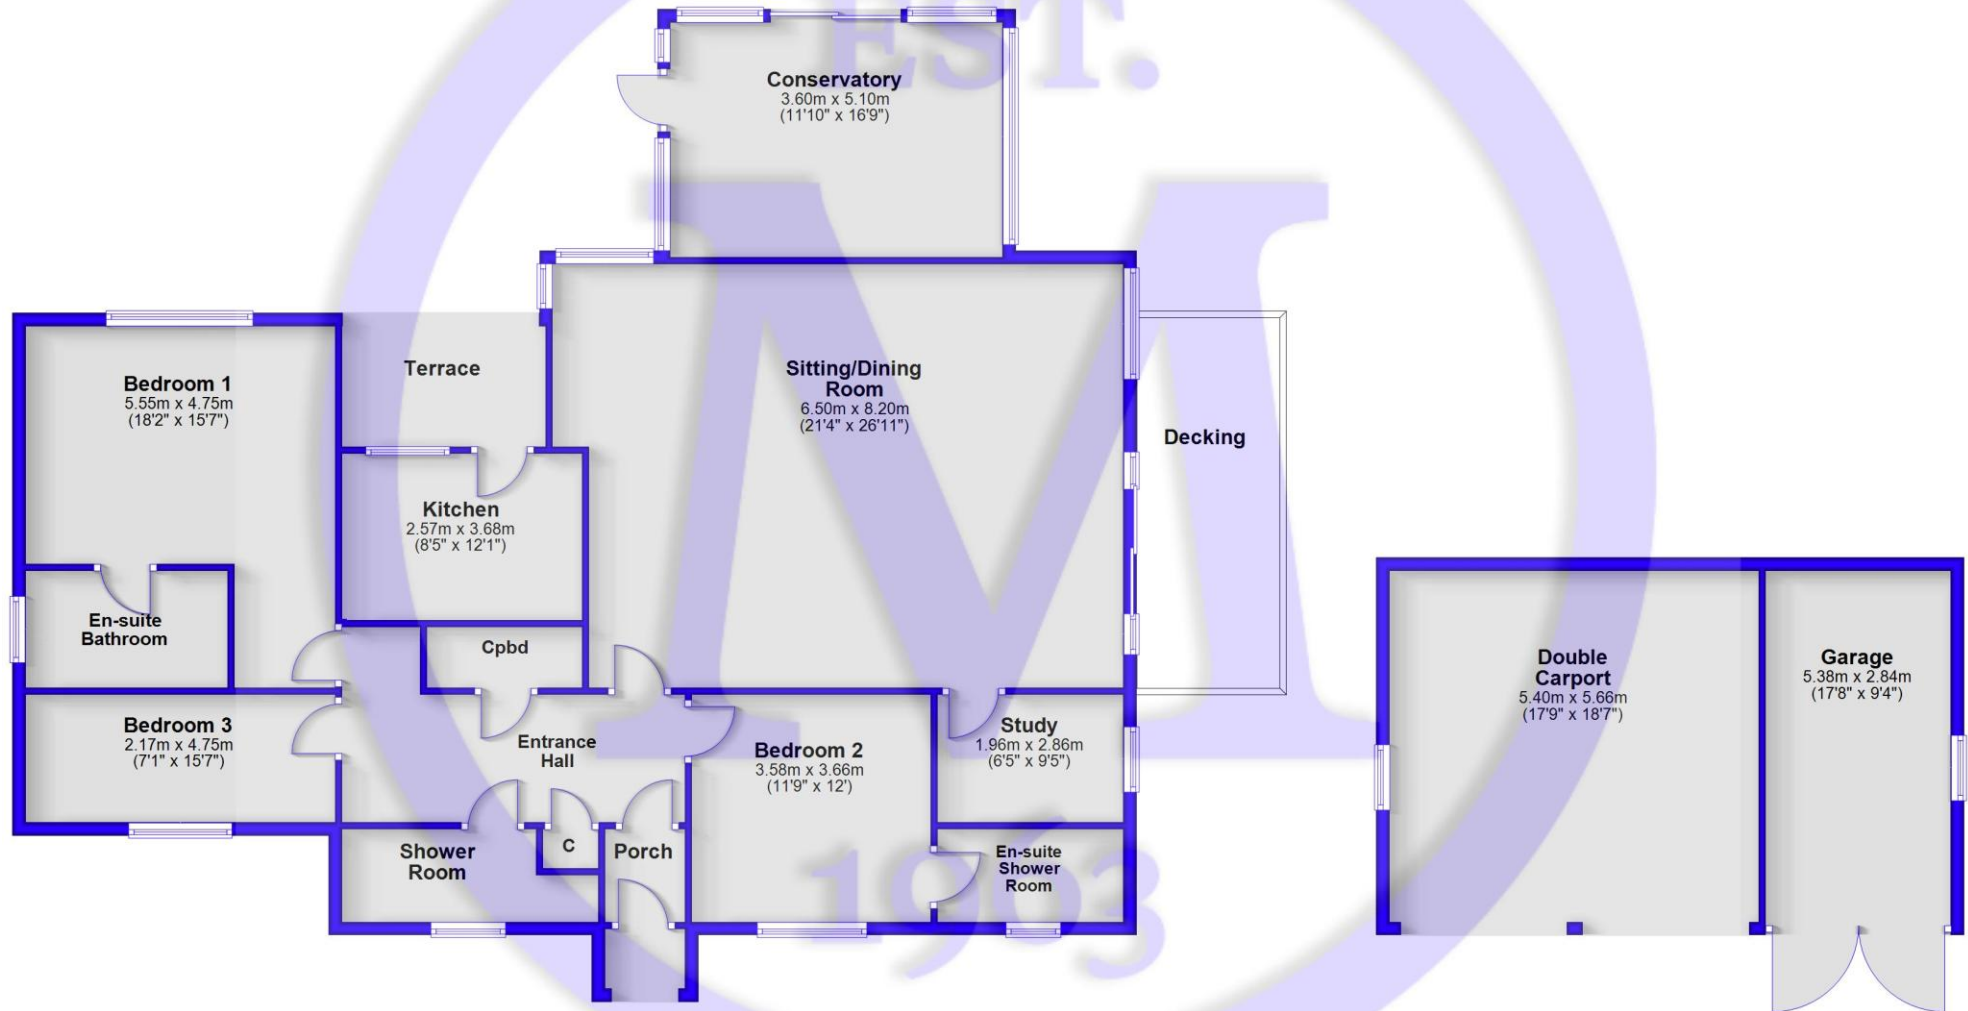 EST.
Conservatory
3.60m x 5.10m
(11'10" x 16'9")
Terrace
Sitting/Dining
Room
6.50m x 8.20m
(21'4" x 26'11")
Bedroom 1
5.55m x 4.75m
(18'2" x 15'7")
Decking
Kitchen
2.57m x 3.68m
(8'5" x 12'1")
M
En-suite
Bathroom
Cpbd
Double
Carport
5.40m x 5.66m
(17'9" x 18'7")
Garage
5.38m x 2.84m
(17'8" x 9'4")
Bedroom 3
2.17m x 4.75m
(7'1" x 15'7")
Entrance
Hall
Bedroom 2
3.58m x 3.66m
(11'9" x 12')
Study
1.96m x 2.86m
(6'5" x 9'5")
Shower
Room
C
Porch
En-suite
Shower
Room
1963